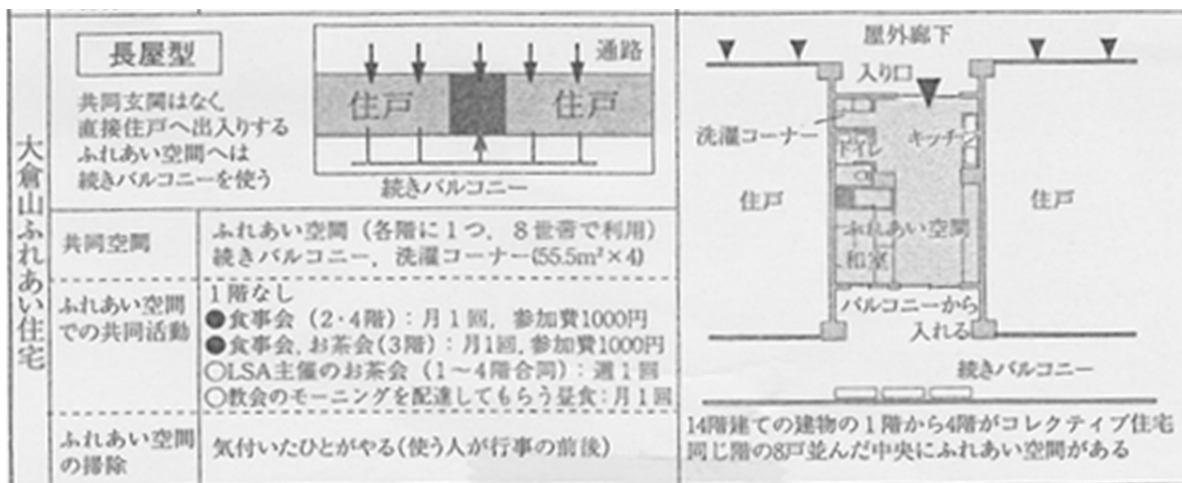 大倉山ふれあい住宅
長屋型
共同玄関はなく,
直接住戸へ出入りする
ふれあい空間へは
続きバルコニーを使う
通路
住戸
住戸
続きバルコニー
共同空間
ふれあい空間（各階に1つ，8世帯で利用）
続きバルコニー，洗濯コーナー(55.5m²×4)
ふれあい空間
での共同活動
1階なし
●食事会（2・4階）：月1回，参加費1000円
●食事会，お茶会(3階)：月1回，参加費1000円
○LSA主催のお茶会（1～4階合同）：週1回
○教会のモーニングを配達してもらう昼食：月1回
ふれあい空間
の掃除
気付いたひとがやる(使う人が行事の前後)
屋外廊下
入り口
洗濯コーナー
トイレ
キッチン
住戸
住戸
ふれあい空間
和室
バルコニーから
入れる
続きバルコニー
14階建ての建物の1階から4階がコレクティブ住宅
同じ階の8戸並んだ中央にふれあい空間がある